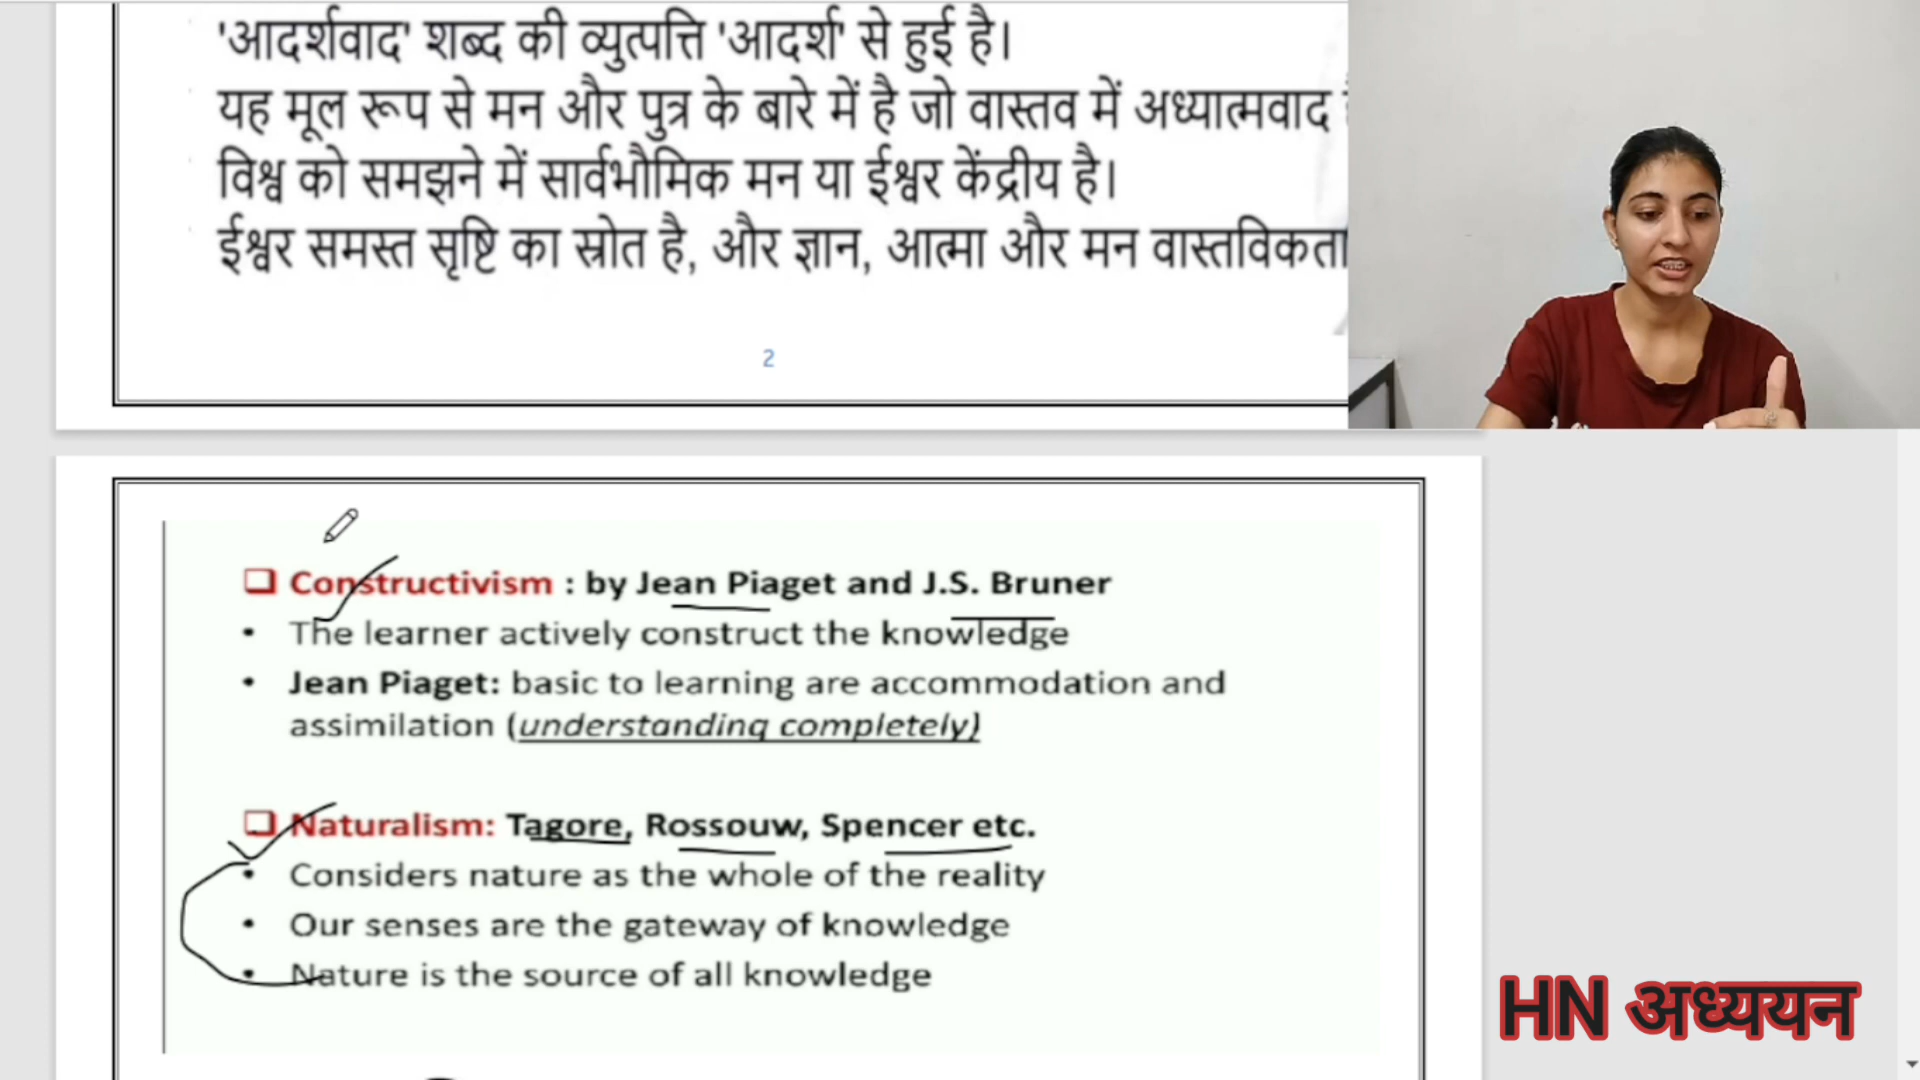 'आदर्शवाद' शब्द की व्युत्पत्ति 'आदर्श' से हुई है।
यह मूल रूप से मन और पुत्र के बारे में है जो वास्तव में अध्यात्मवाद
विश्व को समझने में सार्वभौमिक मन या ईश्वर केंद्रीय है।
ईश्वर समस्त सृष्टि का स्रोत है, और ज्ञान, आत्मा और मन वास्तविकता
2
Constructivism : by Jean Piaget and J.S. Bruner
• The learner actively construct the knowledge
• Jean Piaget: basic to learning are accommodation and
assimilation (understanding completely)
Naturalism: Tagore, Rossouw, Spencer etc.
• Considers nature as the whole of the reality
• Our senses are the gateway of knowledge
• Nature is the source of all knowledge
HN अध्ययन